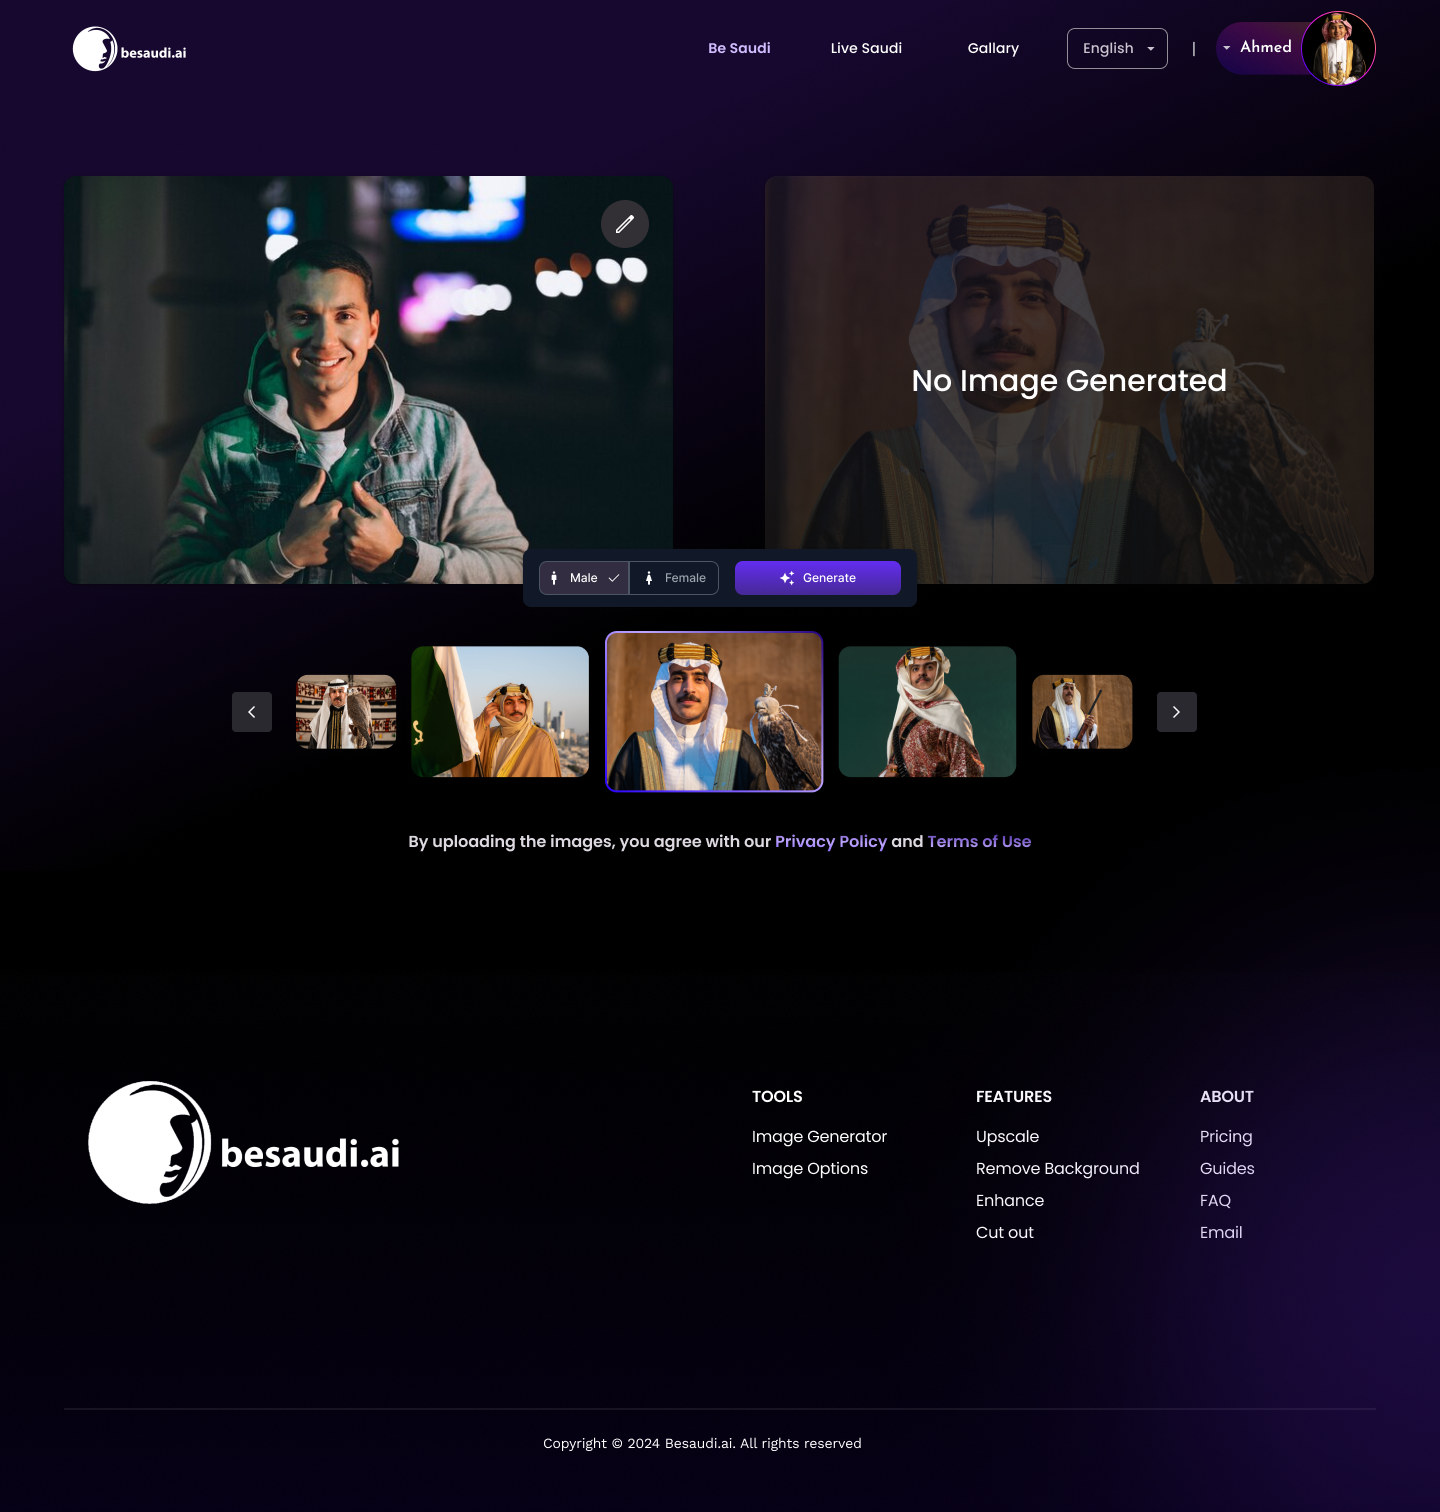 besaudi.ai
Be Saudi
Live Saudi
Gallary
English
|
Ahmed
No Image Generated
Male
Female
Generate
By uploading the images, you agree with our Privacy Policy and Terms of Use
besaudi.ai
TOOLS
Image Generator
Image Options
FEATURES
Upscale
Remove Background
Enhance
Cut out
ABOUT
Pricing
Guides
FAQ
Email
Copyright © 2024 Besaudi.ai. All rights reserved